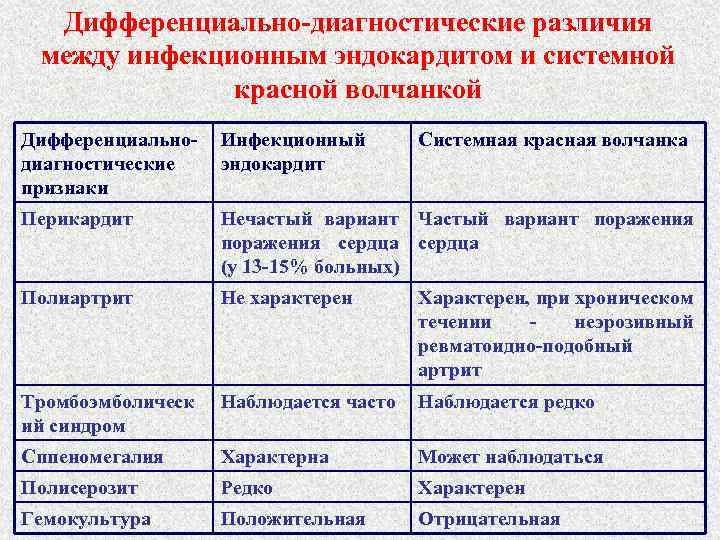 Дифференциально-диагностические различия
между инфекционным эндокардитом и системной
красной волчанкой
Дифференциально-
диагностические
признаки
Инфекционный
эндокардит
Системная красная волчанка
Перикардит
Нечастый вариант
поражения сердца
(у 13-15% больных)
Частый вариант поражения
сердца
Полиартрит
Не характерен
Характерен, при хроническом
течении - неэрозивный
ревматоидно-подобный
артрит
Тромбоэмболическ
ий синдром
Наблюдается часто
Наблюдается редко
Сппеномегалия
Характерна
Может наблюдаться
Полисерозит
Редко
Характерен
Гемокультура
Положительная
Отрицательная